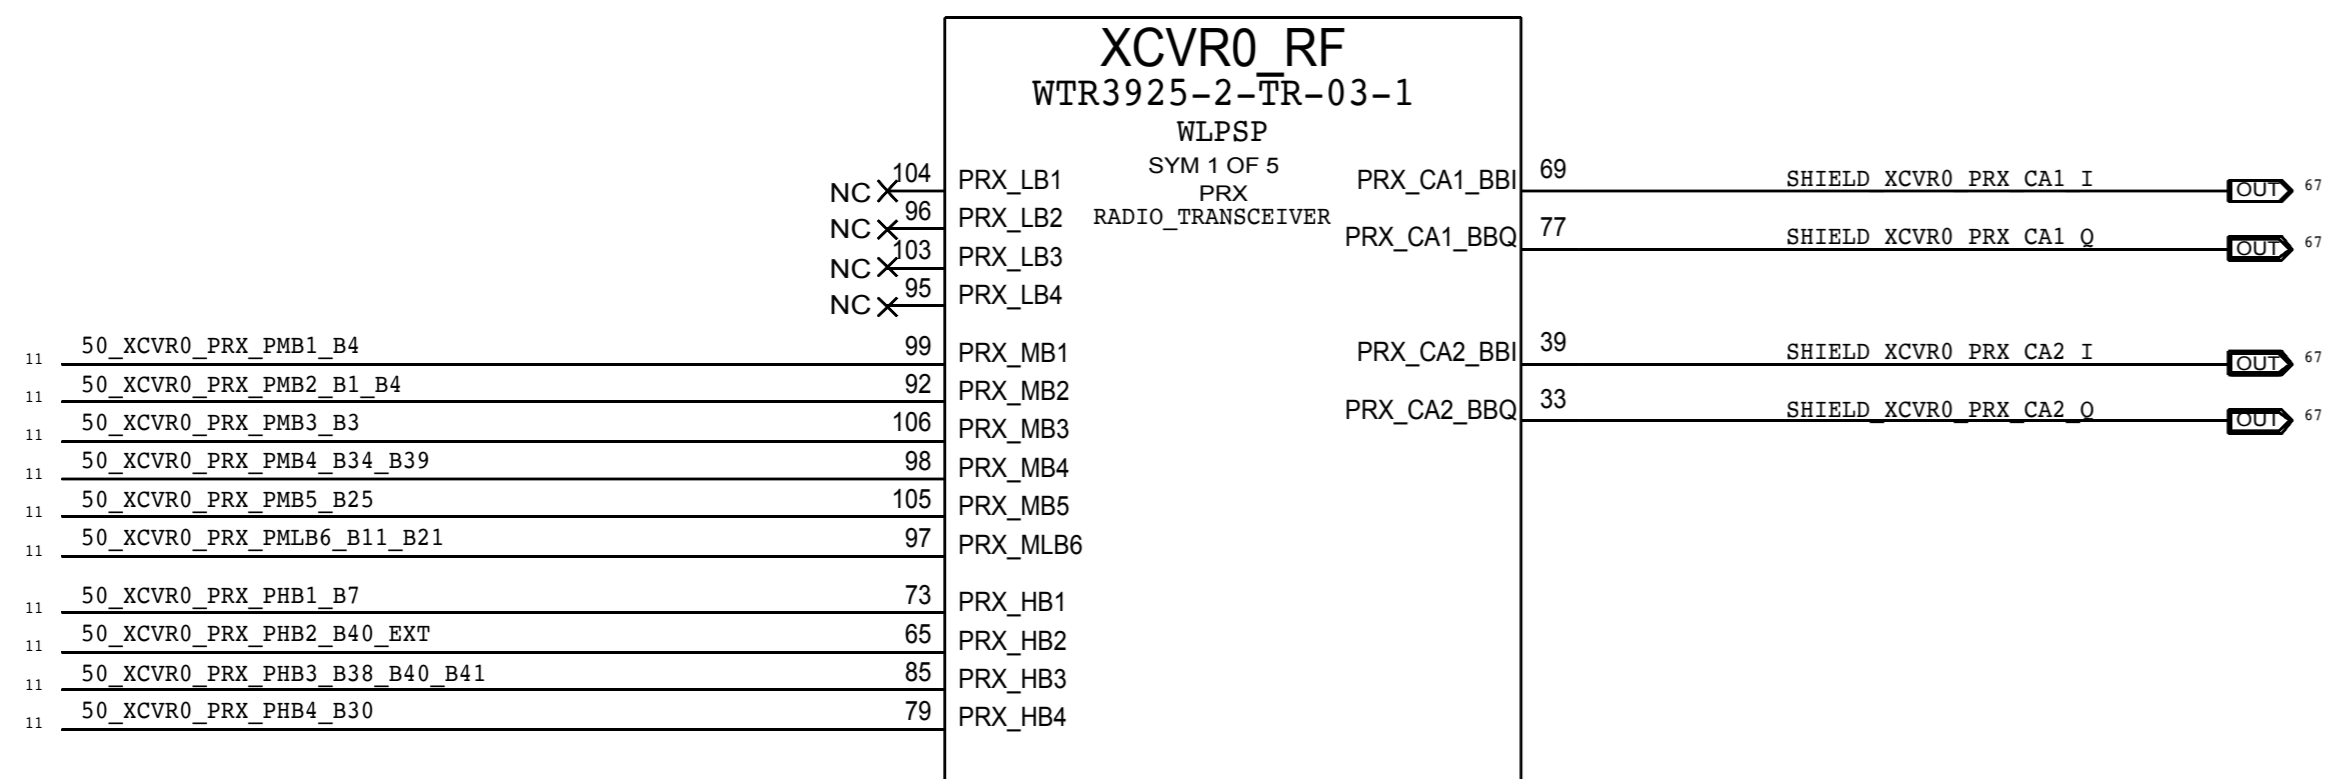 XCVR0_RF
WTR3925-2-TR-03-1
WLPSP
SYM 1 OF 5
PRX
RADIO_TRANSCEIVER
NC 104 PRX_LB1
NC 96 PRX_LB2
NC 103 PRX_LB3
NC 95 PRX_LB4
11 50_XCVR0_PRX_PMB1_B4 99 PRX_MB1
11 50_XCVR0_PRX_PMB2_B1_B4 92 PRX_MB2
11 50_XCVR0_PRX_PMB3_B3 106 PRX_MB3
11 50_XCVR0_PRX_PMB4_B34_B39 98 PRX_MB4
11 50_XCVR0_PRX_PMB5_B25 105 PRX_MB5
11 50_XCVR0_PRX_PMLB6_B11_B21 97 PRX_MLB6
11 50_XCVR0_PRX_PHB1_B7 73 PRX_HB1
11 50_XCVR0_PRX_PHB2_B40_EXT 65 PRX_HB2
11 50_XCVR0_PRX_PHB3_B38_B40_B41 85 PRX_HB3
11 50_XCVR0_PRX_PHB4_B30 79 PRX_HB4
PRX_CA1_BBI 69 SHIELD_XCVR0_PRX_CA1_I OUT 67
PRX_CA1_BBQ 77 SHIELD_XCVR0_PRX_CA1_Q OUT 67
PRX_CA2_BBI 39 SHIELD_XCVR0_PRX_CA2_I OUT 67
PRX_CA2_BBQ 33 SHIELD_XCVR0_PRX_CA2_Q OUT 67